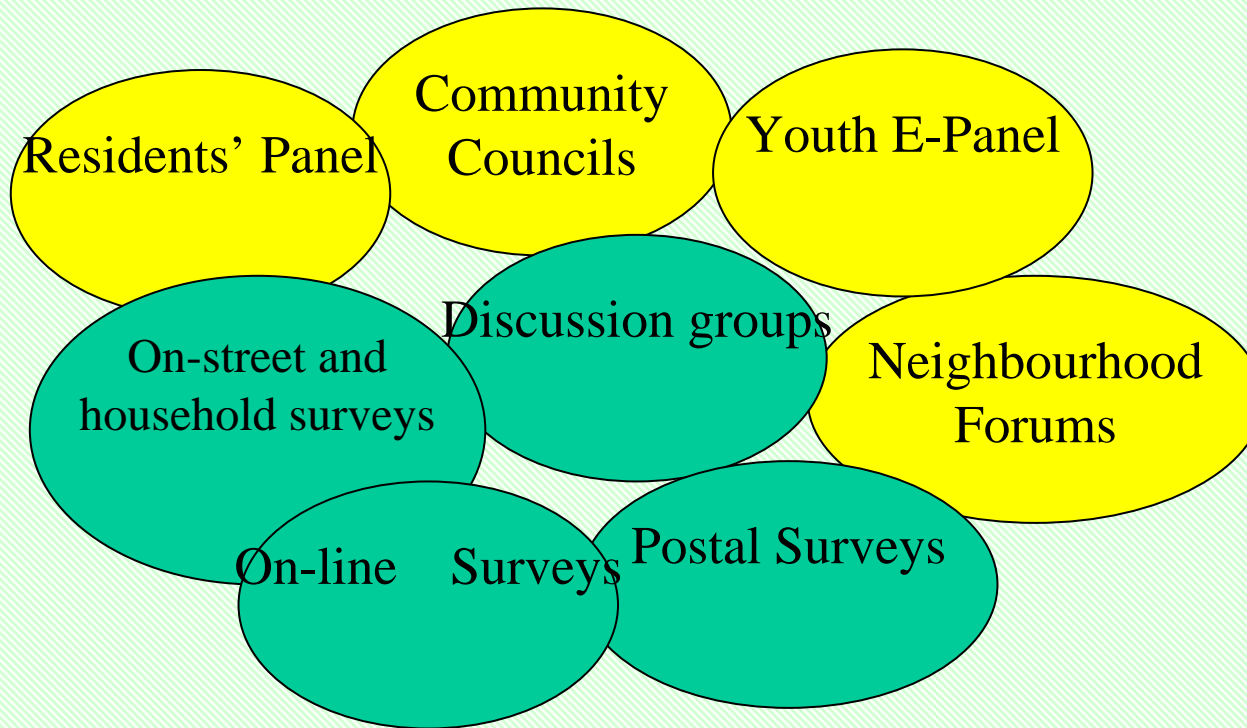 Residents’ Panel
Community
Councils
Youth E-Panel
On-street and
household surveys
Discussion groups
Neighbourhood
Forums
On-line Surveys
Postal Surveys